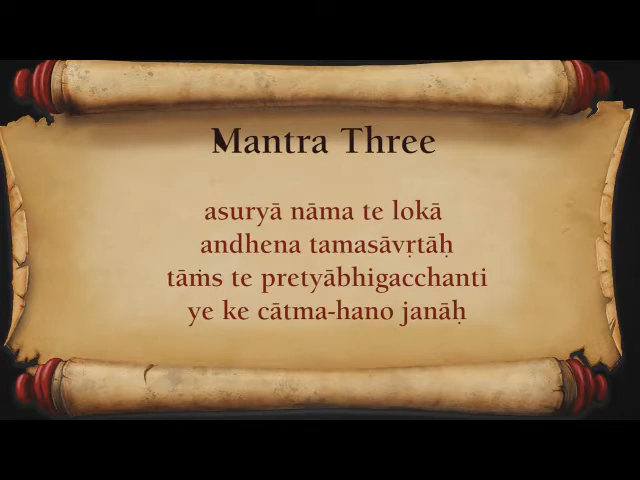 Mantra Three
asuryā nāma te lokā
andhena tamasāvṛtāḥ
tāṁs te pretyābhigacchanti
ye ke cātma-hano janāḥ